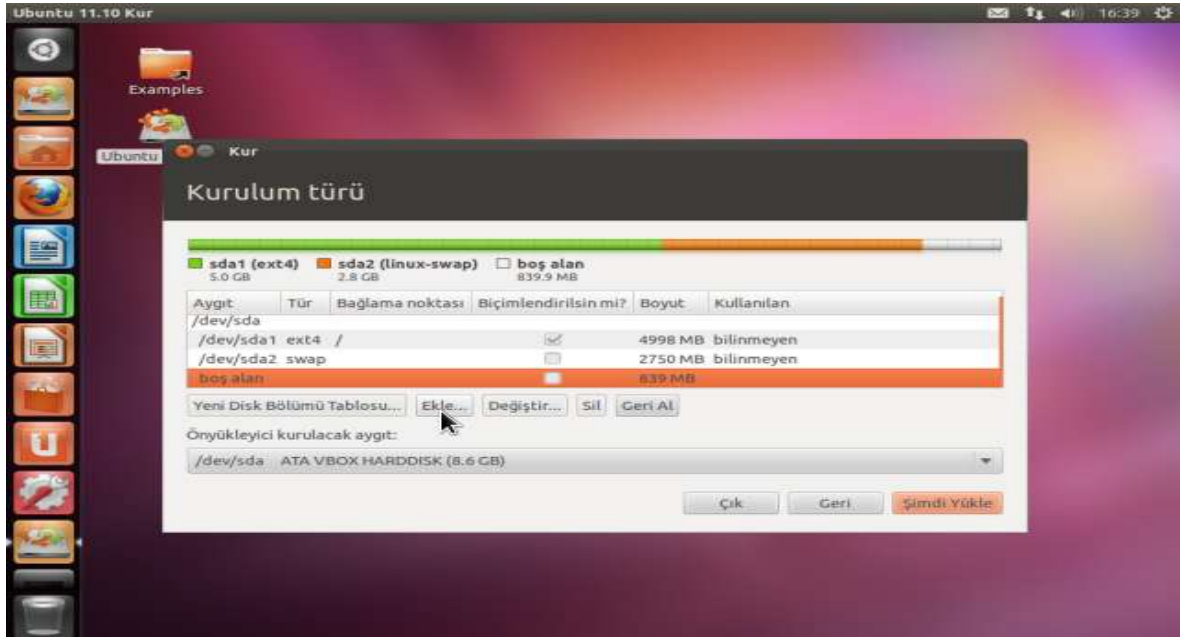 Ubuntu 11.10 Kur 16:39
Examples
Ubuntu
Kur
Kurulum türü
sda1 (ext4) sda2 (linux-swap) boş alan
5.0 GB 2.8 GB 839.9 MB
Aygıt Tür Bağlama noktası Biçimlendirilsin mi? Boyut Kullanılan
/dev/sda
/dev/sda1 ext4 / 4998 MB bilinmeyen
/dev/sda2 swap 2750 MB bilinmeyen
boş alan 839 MB
Yeni Disk Bölümü Tablosu... Ekle... Değiştir... Sil Geri Al
Önyükleyici kurulacak aygıt:
/dev/sda ATA VBOX HARDDISK (8.6 GB)
Çık Geri Şimdi Yükle